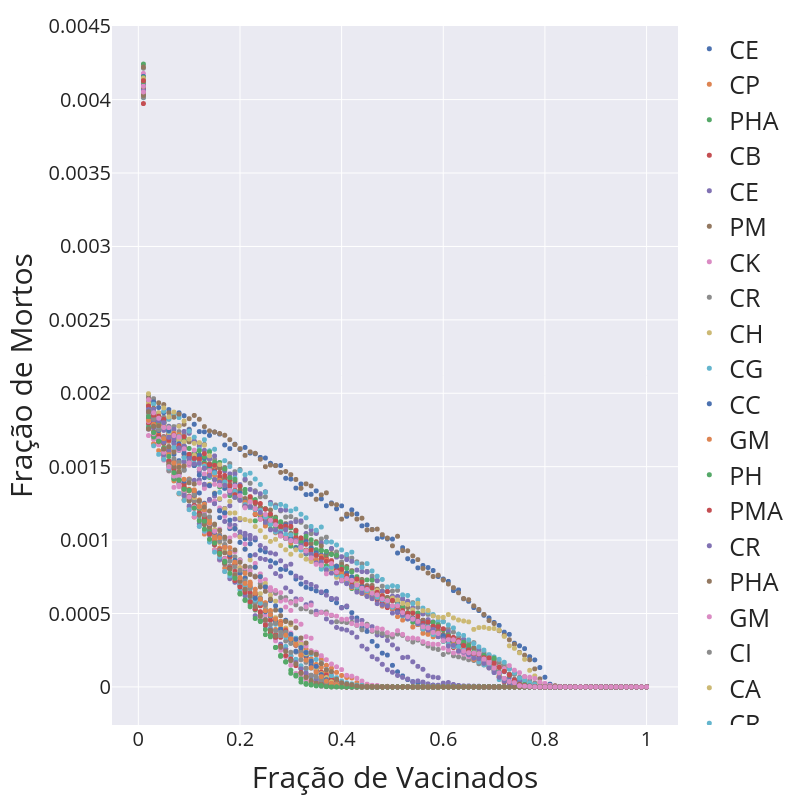 0.0045
0.004
0.0035
0.003
0.0025
0.002
0.0015
0.001
0.0005
0
Fração de Mortos
0
0.2
0.4
0.6
0.8
1
Fração de Vacinados
CE
CP
PHA
CB
CE
PM
CK
CR
CH
CG
CC
GM
PH
PMA
CR
PHA
GM
CI
CA